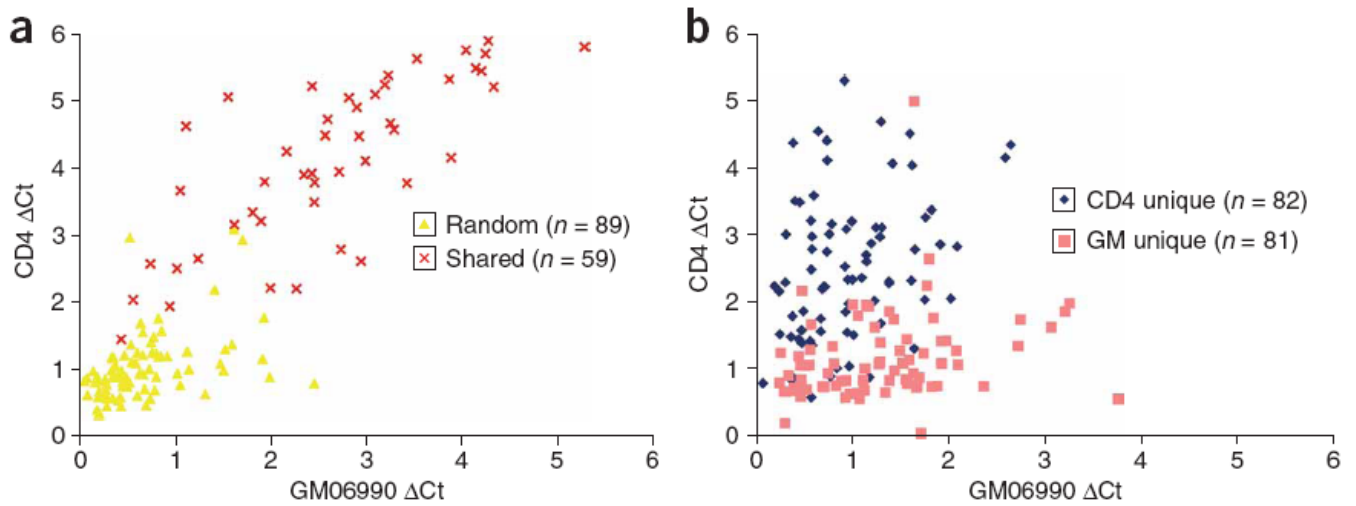 a
6
5
4
3
2
1
0
CD4 ΔCt
0 1 2 3 4 5 6
GM06990 ΔCt
Random (n = 89)
Shared (n = 59)
b
6
5
4
3
2
1
0
CD4 ΔCt
0 1 2 3 4 5 6
GM06990 ΔCt
CD4 unique (n = 82)
GM unique (n = 81)